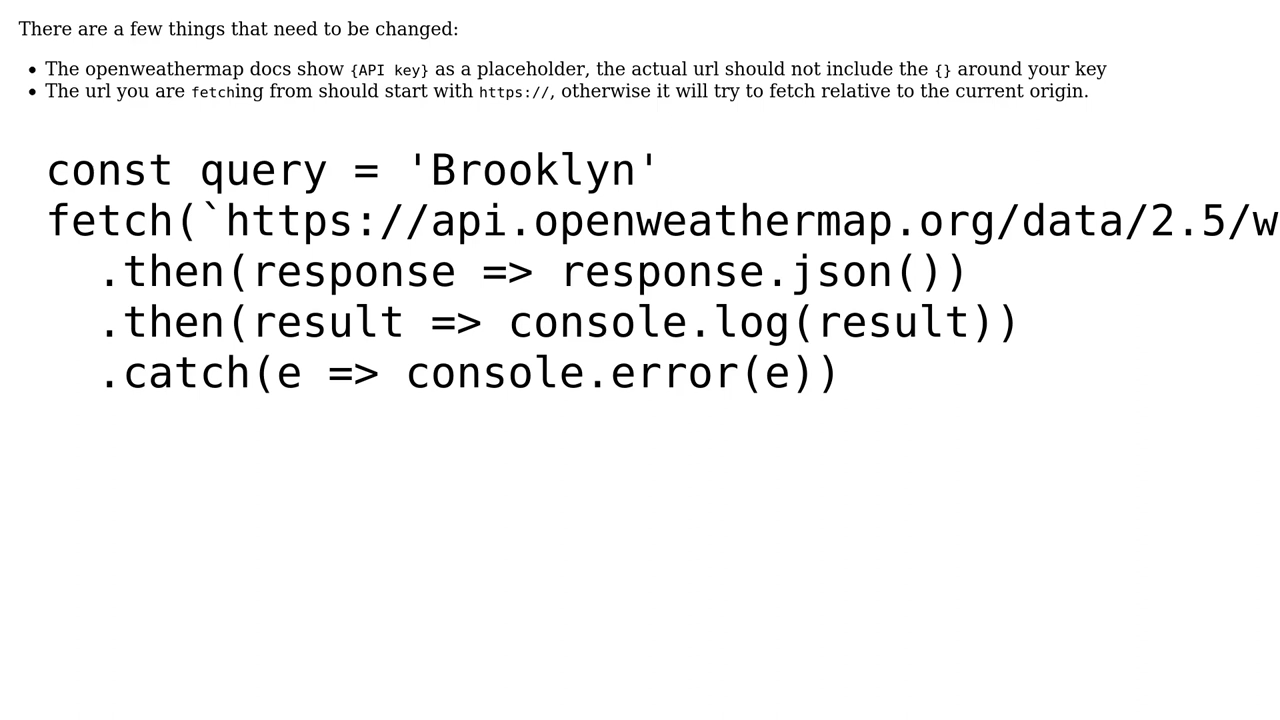 There are a few things that need to be changed:
• The openweathermap docs show {API key} as a placeholder, the actual url should not include the {} around your key
• The url you are fetching from should start with https://, otherwise it will try to fetch relative to the current origin.
const query = 'Brooklyn'
fetch(`https://api.openweathermap.org/data/2.5/w
  .then(response => response.json())
  .then(result => console.log(result))
  .catch(e => console.error(e))